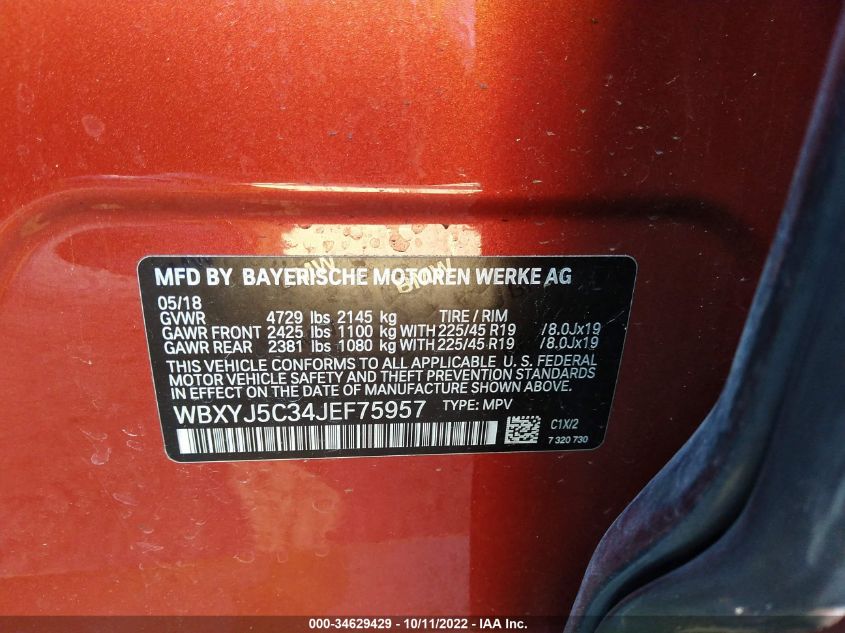 MFD BY BAYERISCHE MOTOREN WERKE AG
05/18
GVWR 4729 lbs 2145 kg TIRE / RIM
GAWR FRONT 2425 lbs 1100 kg WITH 225/45 R19 /8.0Jx19
GAWR REAR 2381 lbs 1080 kg WITH 225/45 R19 /8.0Jx19
THIS VEHICLE CONFORMS TO ALL APPLICABLE U. S. FEDERAL
MOTOR VEHICLE SAFETY AND THEFT PREVENTION STANDARDS
IN EFFECT ON THE DATE OF MANUFACTURE SHOWN ABOVE.
WBXYJ5C34JEF75957 TYPE: MPV
C1X/2
7 320 730
BMW BMW
000-34629429 - 10/11/2022 - IAA Inc.